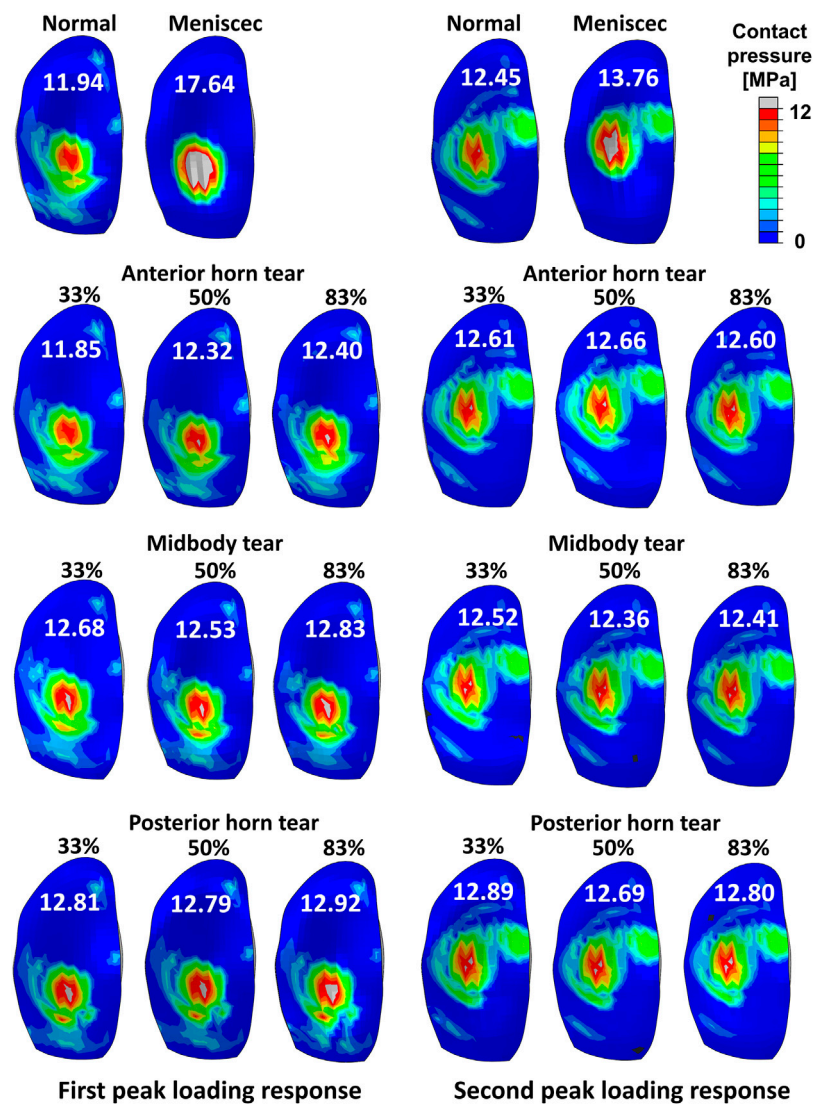 Normal Meniscec Normal Meniscec
Contact
pressure
[MPa]
11.94 17.64 12.45 13.76
12
0
Anterior horn tear Anterior horn tear
33% 50% 83% 33% 50% 83%
11.85 12.32 12.40 12.61 12.66 12.60
Midbody tear Midbody tear
33% 50% 83% 33% 50% 83%
12.68 12.53 12.83 12.52 12.36 12.41
Posterior horn tear Posterior horn tear
33% 50% 83% 33% 50% 83%
12.81 12.79 12.92 12.89 12.69 12.80
First peak loading response Second peak loading response